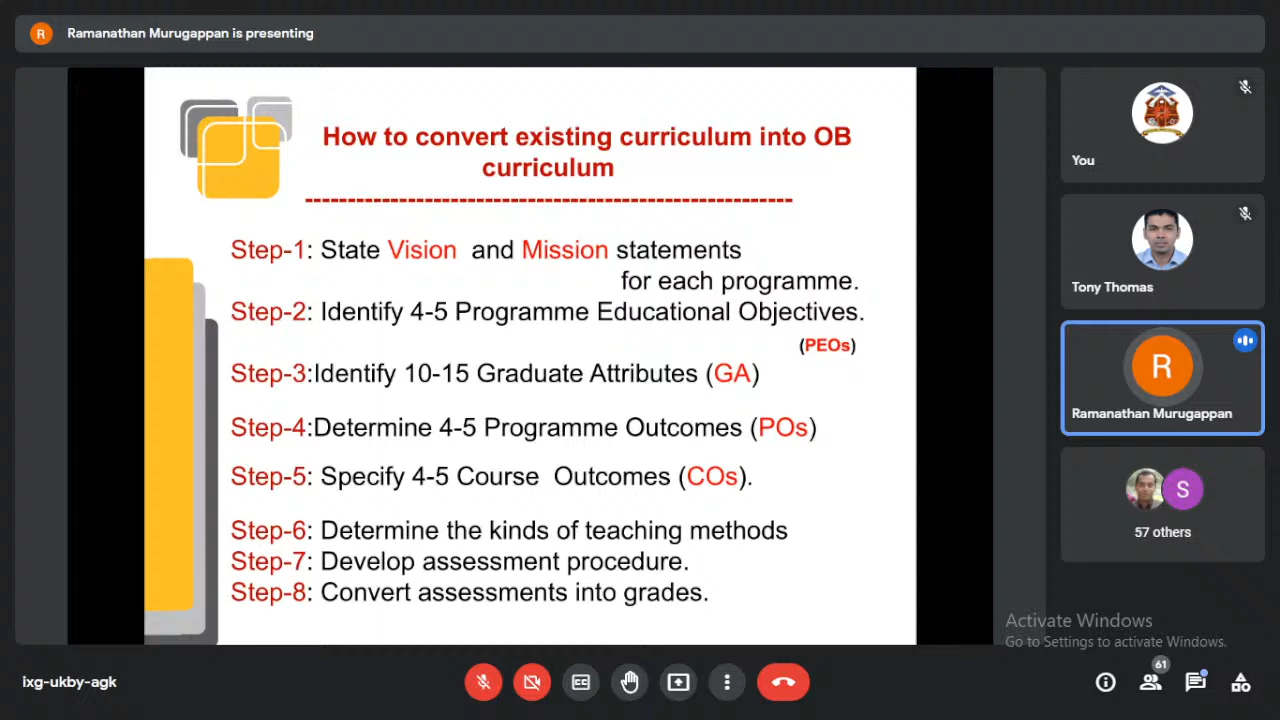 R Ramanathan Murugappan is presenting
How to convert existing curriculum into OB
curriculum
---------------------------------------------------------
Step-1: State Vision and Mission statements
for each programme.
Step-2: Identify 4-5 Programme Educational Objectives.
(PEOs)
Step-3:Identify 10-15 Graduate Attributes (GA)
Step-4:Determine 4-5 Programme Outcomes (POs)
Step-5: Specify 4-5 Course Outcomes (COs).
Step-6: Determine the kinds of teaching methods
Step-7: Develop assessment procedure.
Step-8: Convert assessments into grades.
You
Tony Thomas
R
Ramanathan Murugappan
S
57 others
Activate Windows
Go to Settings to activate Windows.
ixg-ukby-agk
CC
61